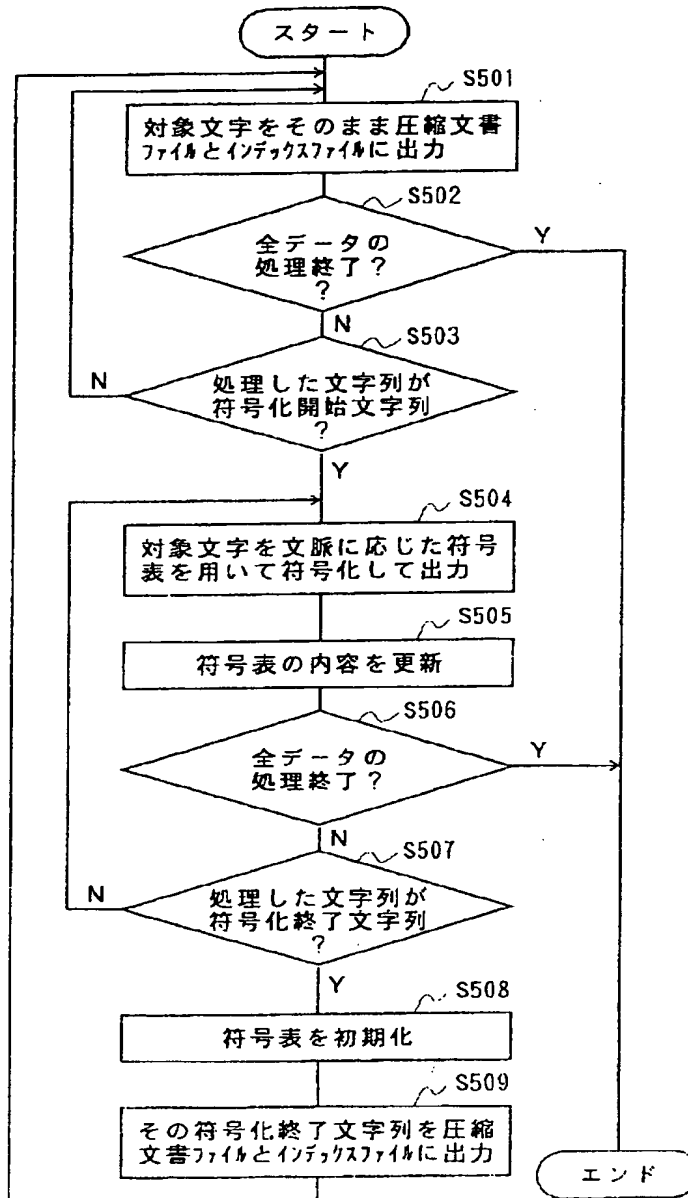 スタート
S501
対象文字をそのまま圧縮文書
ファイルとインデックスファイルに出力
S502
全データの
処理終了?
?
Y
N
S503
処理した文字列が
符号化開始文字列
?
N
Y
S504
対象文字を文脈に応じた符号
表を用いて符号化して出力
S505
符号表の内容を更新
S506
全データの
処理終了?
Y
N
S507
処理した文字列が
符号化終了文字列
?
N
Y
S508
符号表を初期化
S509
その符号化終了文字列を圧縮
文書ファイルとインデックスファイルに出力
エンド